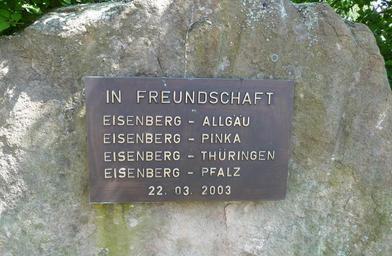 IN FREUNDSCHAFT
EISENBERG - ALLGÄU
EISENBERG - PINKA
EISENBERG - THÜRINGEN
EISENBERG - PFALZ
22. 03. 2003